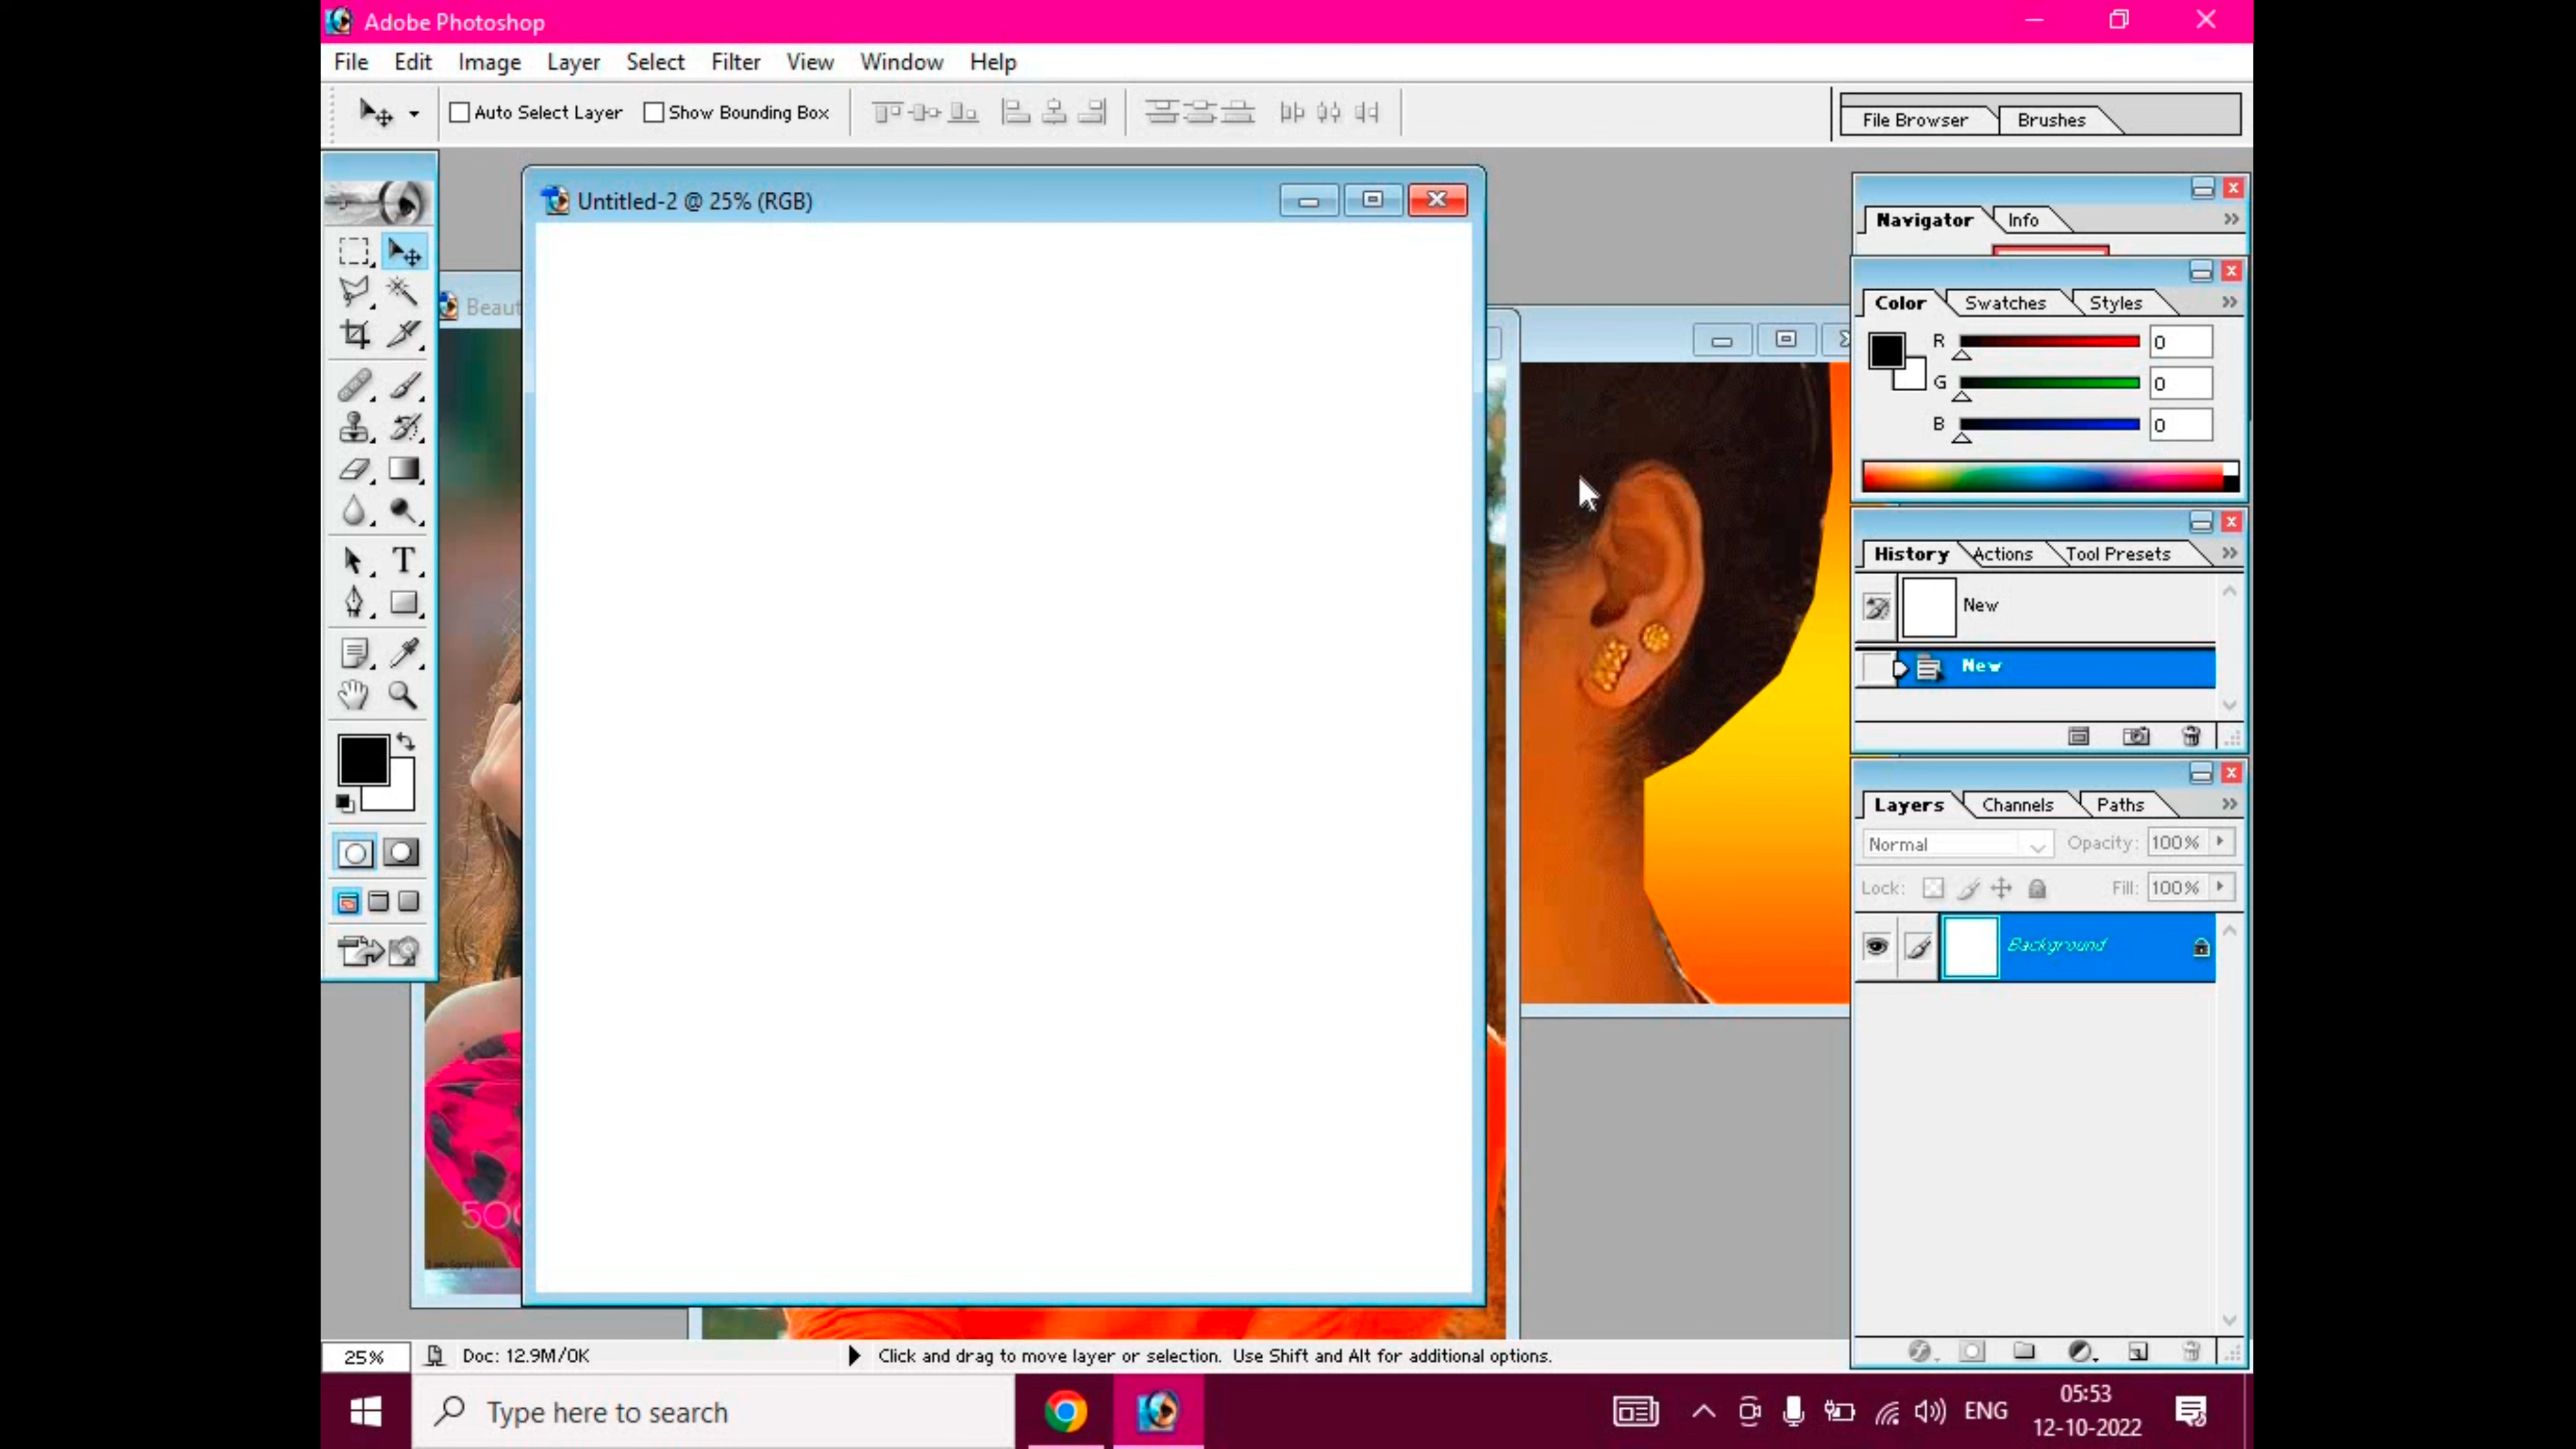 Adobe Photoshop
File Edit Image Layer Select Filter View Window Help
Auto Select Layer Show Bounding Box
File Browser Brushes
Untitled-2 @ 25% (RGB)
Beaut
Navigator Info
Color Swatches Styles
R 0
G 0
B 0
History Actions Tool Presets
New
New
Layers Channels Paths
Normal Opacity: 100%
Lock: Fill: 100%
Background
T
500
25% Doc: 12.9M/0K Click and drag to move layer or selection. Use Shift and Alt for additional options.
Type here to search
ENG
05:53
12-10-2022